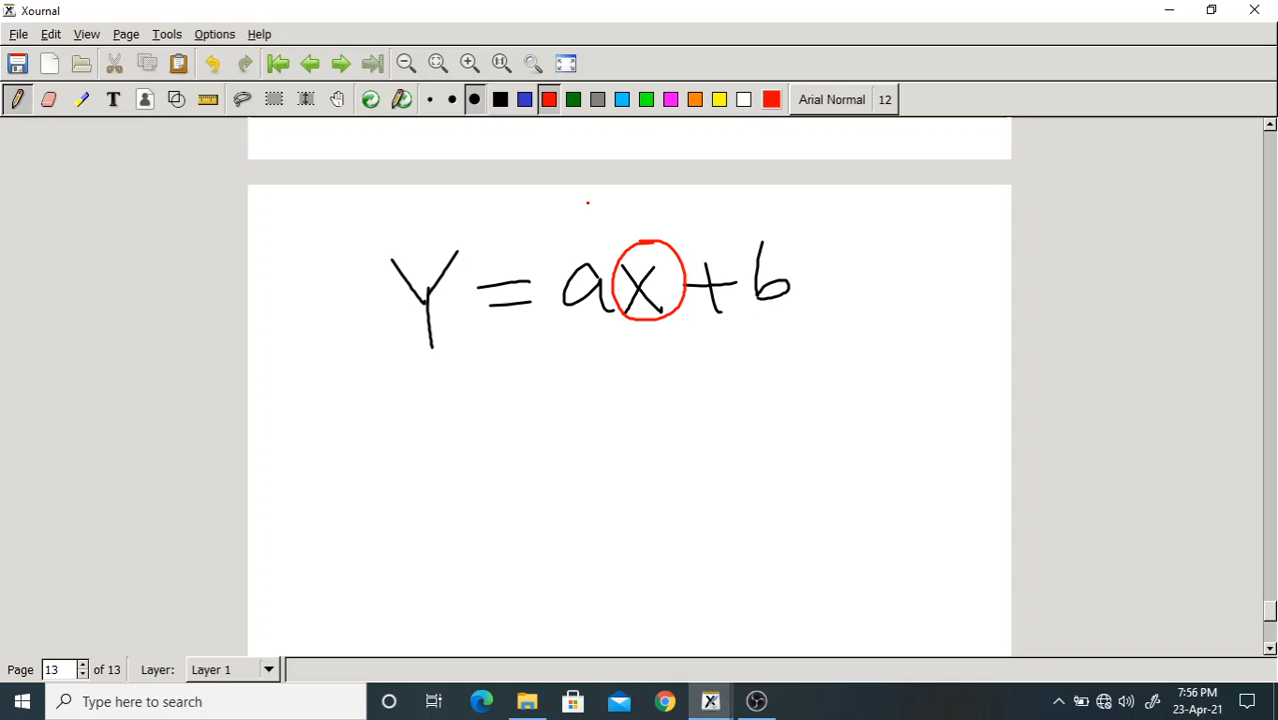 Xournal
File Edit View Page Tools Options Help
Arial Normal 12
Y = ax+b
Page 13 of 13 Layer: Layer 1
Type here to search
7:56 PM
23-Apr-21